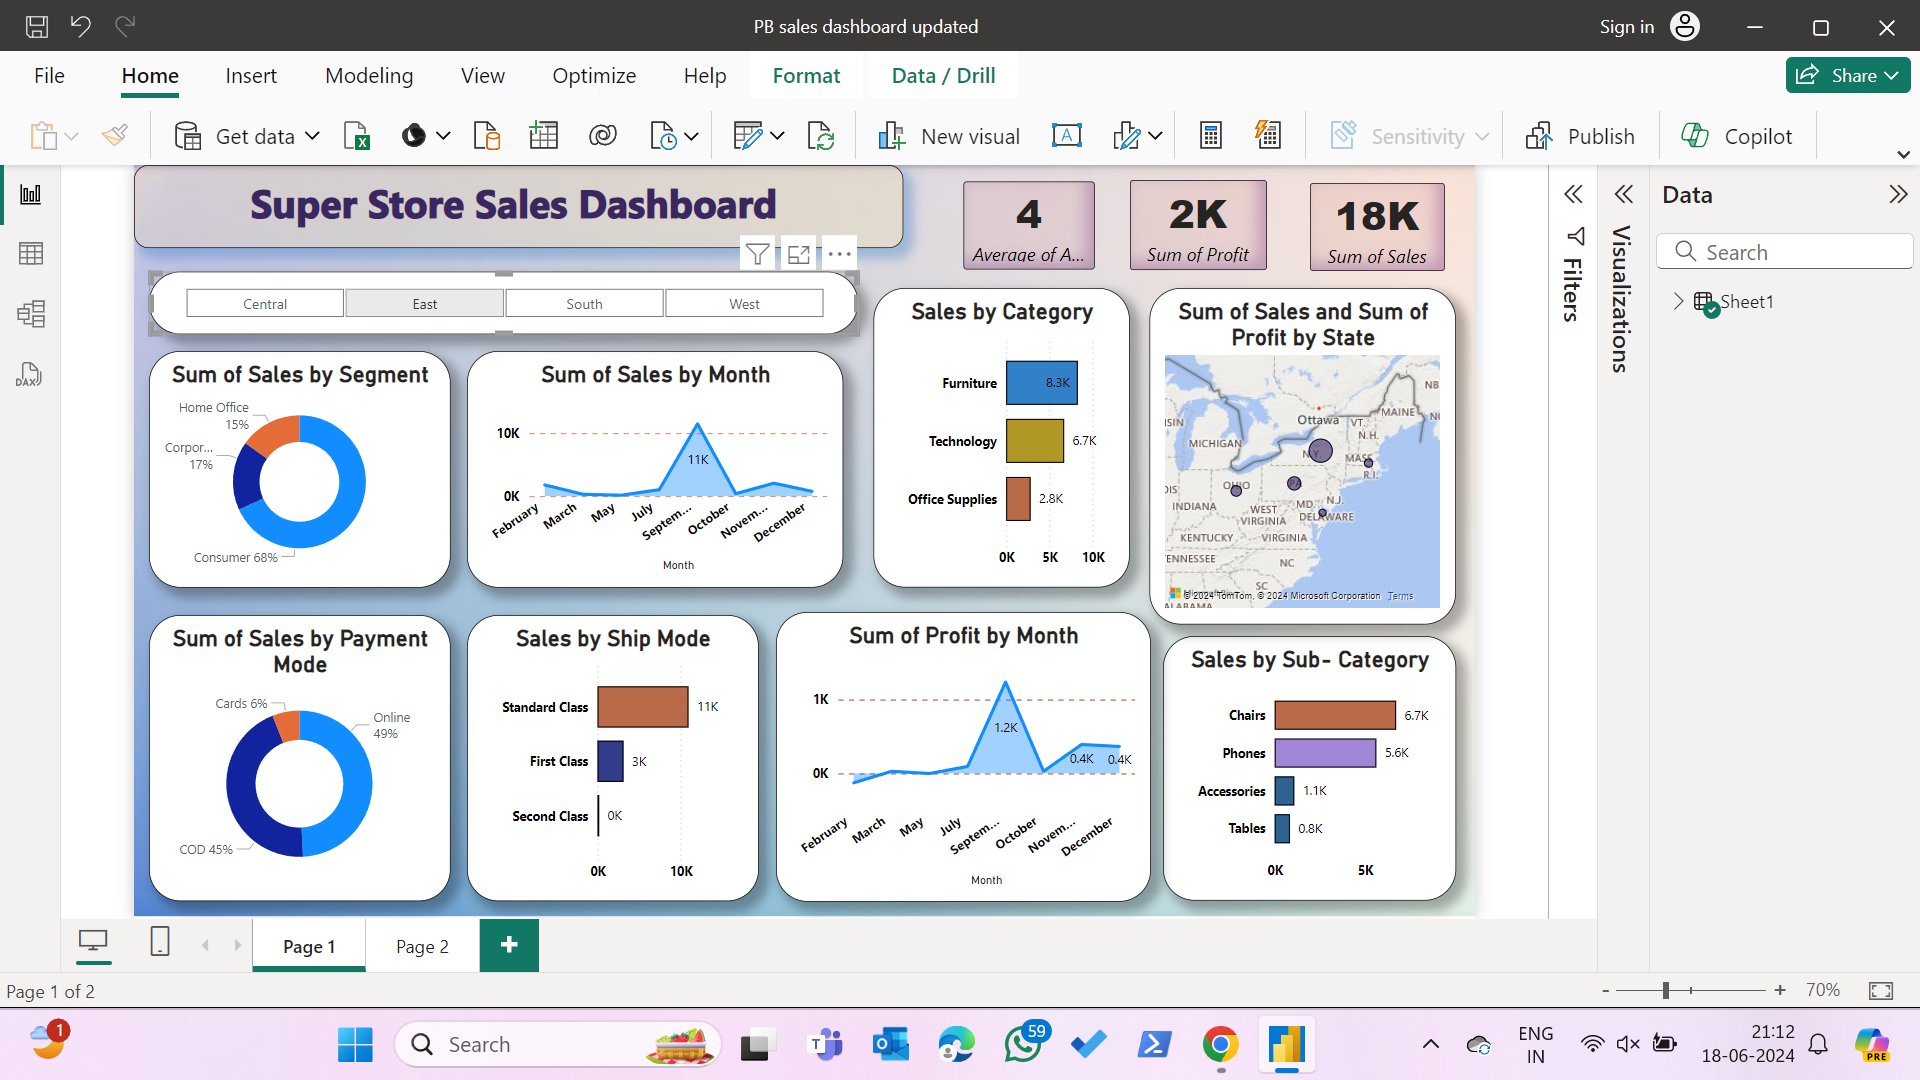 PB sales dashboard updated
Sign in
File Home Insert Modeling View Optimize Help Format Data / Drill
Share
Get data
New visual
Sensitivity
Publish
Copilot
Super Store Sales Dashboard
4
Average of A...
2K
Sum of Profit
18K
Sum of Sales
Central East South West
Sum of Sales by Segment
Home Office
15%
Corpor...
17%
Consumer 68%
Sum of Sales by Month
10K
11K
0K
February March May July Septem... October Novem... December
Month
Sales by Category
Furniture 8.3K
Technology 6.7K
Office Supplies 2.8K
0K 5K 10K
Sum of Sales and Sum of
Profit by State
Ottawa
MAINE
NB
VT.
N.H.
MICHIGAN
N.Y.
MASS
R.I.
OHIO
PA
N.J.
INDIANA
MD.
DELAWARE
WEST
VIRGINIA
KENTUCKY
VIRGINIA
ENNESSEE
NC
SC
ALABAMA
© 2024 TomTom, © 2024 Microsoft Corporation Terms
Sum of Sales by Payment
Mode
Cards 6%
Online
49%
COD 45%
Sales by Ship Mode
Standard Class 11K
First Class 3K
Second Class 0K
0K 10K
Sum of Profit by Month
1K
1.2K
0K
0.4K 0.4K
February March May July Septem... October Novem... December
Month
Sales by Sub- Category
Chairs 6.7K
Phones 5.6K
Accessories 1.1K
Tables 0.8K
0K 5K
Filters
Visualizations
Data
Search
Sheet1
Page 1 Page 2 +
Page 1 of 2
- + 70%
1
Search
59
ENG
IN
21:12
18-06-2024
PRE